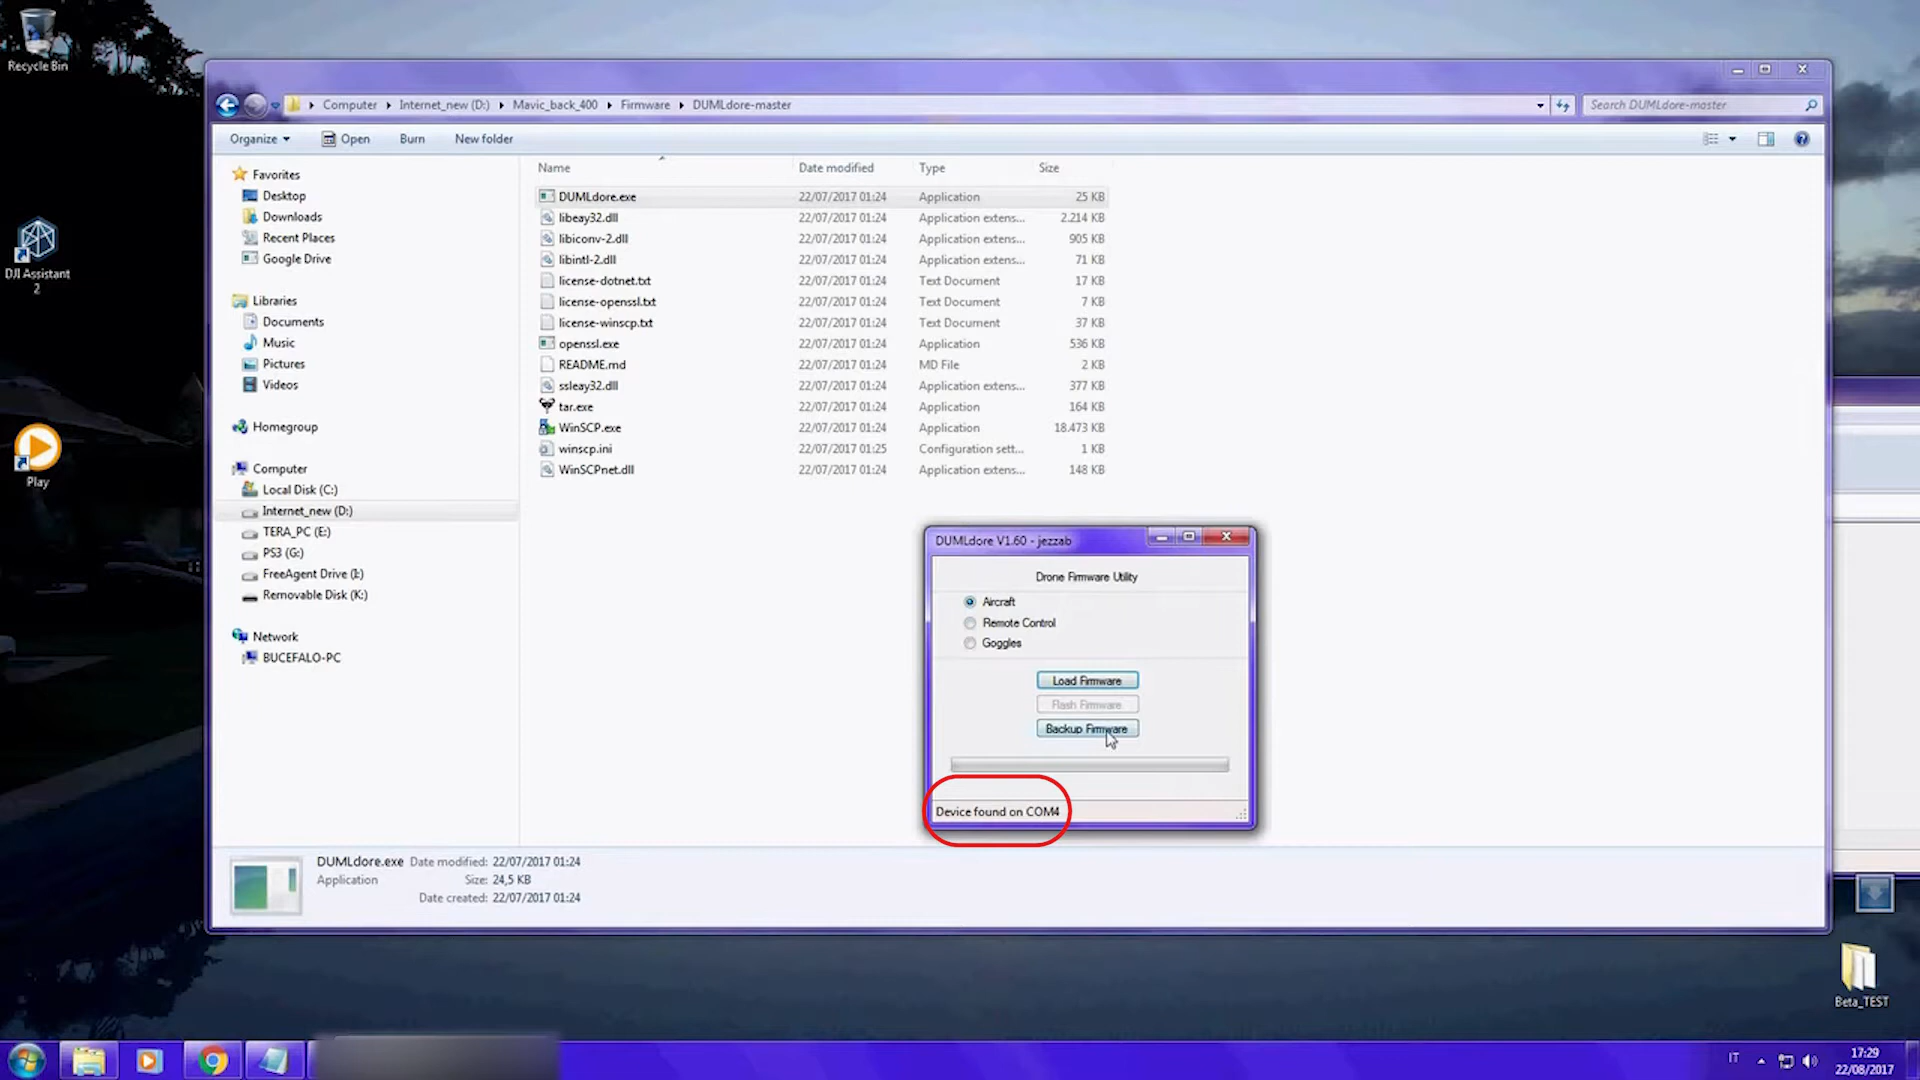 Recycle Bin
DJI Assistant
2
Play
Computer Internet_new (D:) Mavic_back_400 Firmware DUMLdore-master
Search DUMLdore-master
Organize Open Burn New folder
Favorites
Desktop
Downloads
Recent Places
Google Drive
Libraries
Documents
Music
Pictures
Videos
Homegroup
Computer
Local Disk (C:)
Internet_new (D:)
TERA_PC (E:)
PS3 (G:)
FreeAgent Drive (I:)
Removable Disk (K:)
Network
BUCEFALO-PC
Name Date modified Type Size
DUMLdore.exe 22/07/2017 01:24 Application 25 KB
libeay32.dll 22/07/2017 01:24 Application extens... 2.214 KB
libiconv-2.dll 22/07/2017 01:24 Application extens... 905 KB
libintl-2.dll 22/07/2017 01:24 Application extens... 71 KB
license-dotnet.txt 22/07/2017 01:24 Text Document 17 KB
license-openssl.txt 22/07/2017 01:24 Text Document 7 KB
license-winscp.txt 22/07/2017 01:24 Text Document 37 KB
openssl.exe 22/07/2017 01:24 Application 536 KB
README.md 22/07/2017 01:24 MD File 2 KB
ssleay32.dll 22/07/2017 01:24 Application extens... 377 KB
tar.exe 22/07/2017 01:24 Application 164 KB
WinSCP.exe 22/07/2017 01:24 Application 18.473 KB
winscp.ini 22/07/2017 01:25 Configuration sett... 1 KB
WinSCPnet.dll 22/07/2017 01:24 Application extens... 148 KB
DUMLdore V1.60 - jezzab
Drone Firmware Utility
Aircraft
Remote Control
Goggles
Load Firmware
Flash Firmware
Backup Firmware
Device found on COM4
DUMLdore.exe Date modified: 22/07/2017 01:24
Application Size: 24,5 KB
Date created: 22/07/2017 01:24
Beta_TEST
IT
17:29
22/08/2017